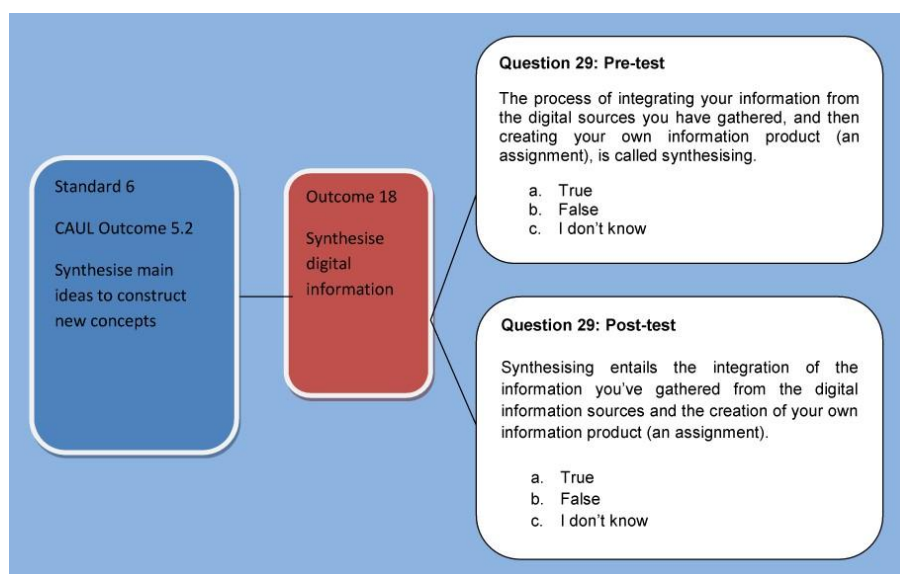 Standard 6
CAUL Outcome 5.2
Synthesise main
ideas to construct
new concepts
Outcome 18
Synthesise
digital
information
Question 29: Pre-test
The process of integrating your information from
the digital sources you have gathered, and then
creating your own information product (an
assignment), is called synthesising.
a. True
b. False
c. I don't know
Question 29: Post-test
Synthesising entails the integration of the
information you've gathered from the digital
information sources and the creation of your own
information product (an assignment).
a. True
b. False
c. I don't know